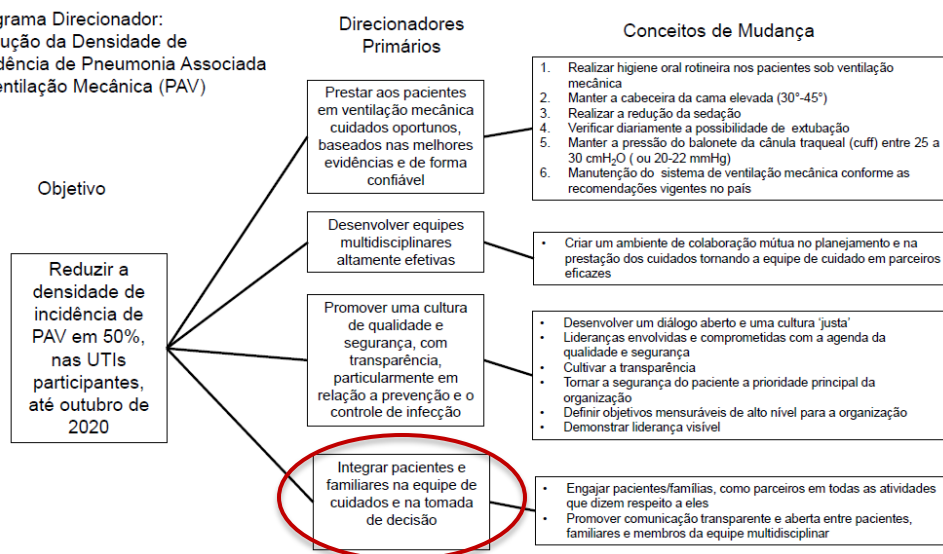 grama Direcionador:
ução da Densidade de
dência de Pneumonia Associada
entilação Mecânica (PAV)
Direcionadores
Primários
Conceitos de Mudança
Objetivo
Reduzir a
densidade de
incidência de
PAV em 50%,
nas UTIs
participantes,
até outubro de
2020
Prestar aos pacientes
em ventilação mecânica
cuidados oportunos,
baseados nas melhores
evidências e de forma
confiável
1. Realizar higiene oral rotineira nos pacientes sob ventilação
mecânica
2. Manter a cabeceira da cama elevada (30°-45°)
3. Realizar a redução da sedação
4. Verificar diariamente a possibilidade de extubação
5. Manter a pressão do balonete da cânula traqueal (cuff) entre 25 a
30 cmH₂O ( ou 20-22 mmHg)
6. Manutenção do sistema de ventilação mecânica conforme as
recomendações vigentes no país
Desenvolver equipes
multidisciplinares
altamente efetivas
• Criar um ambiente de colaboração mútua no planejamento e na
prestação dos cuidados tornando a equipe de cuidado em parceiros
eficazes
Promover uma cultura
de qualidade e
segurança, com
transparência,
particularmente em
relação a prevenção e o
controle de infecção
• Desenvolver um diálogo aberto e uma cultura ‘justa’
• Lideranças envolvidas e comprometidas com a agenda da
qualidade e segurança
• Cultivar a transparência
• Tornar a segurança do paciente a prioridade principal da
organização
• Definir objetivos mensuráveis de alto nível para a organização
• Demonstrar liderança visível
Integrar pacientes e
familiares na equipe de
cuidados e na tomada
de decisão
• Engajar pacientes/famílias, como parceiros em todas as atividades
que dizem respeito a eles
• Promover comunicação transparente e aberta entre pacientes,
familiares e membros da equipe multidisciplinar